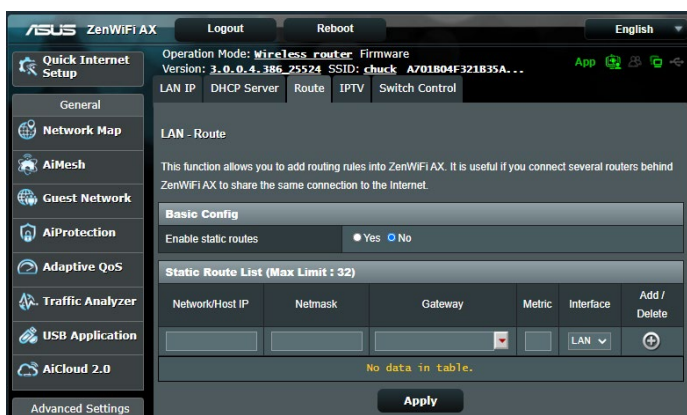 ASUS ZenWiFi AX Logout Reboot English
Quick Internet Setup
General
Network Map
AiMesh
Guest Network
AiProtection
Adaptive QoS
Traffic Analyzer
USB Application
AiCloud 2.0
Advanced Settings
Operation Mode: Wireless router Firmware
Version: 3.0.0.4.386_25524 SSID: chuck A701B04F321B35A...
App
LAN IP DHCP Server Route IPTV Switch Control
LAN - Route
This function allows you to add routing rules into ZenWiFi AX. It is useful if you connect several routers behind
ZenWiFi AX to share the same connection to the Internet.
Basic Config
Enable static routes Yes No
Static Route List (Max Limit : 32)
Network/Host IP Netmask Gateway Metric Interface Add / Delete
LAN
No data in table.
Apply